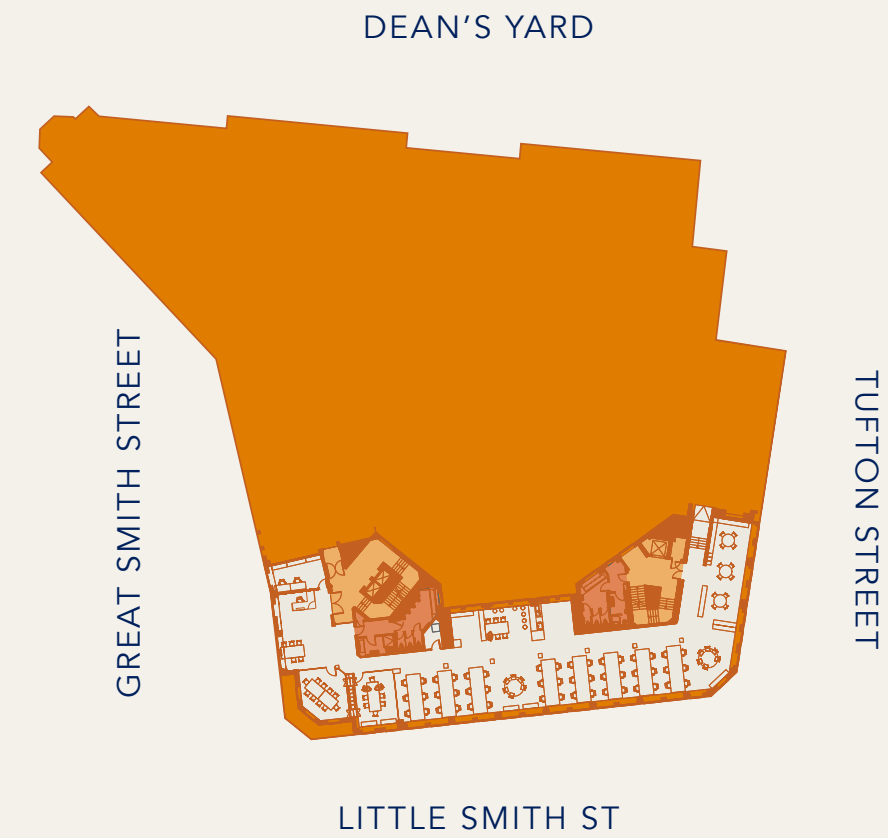 DEAN’S YARD
GREAT SMITH STREET
TUFTON STREET
LITTLE SMITH ST